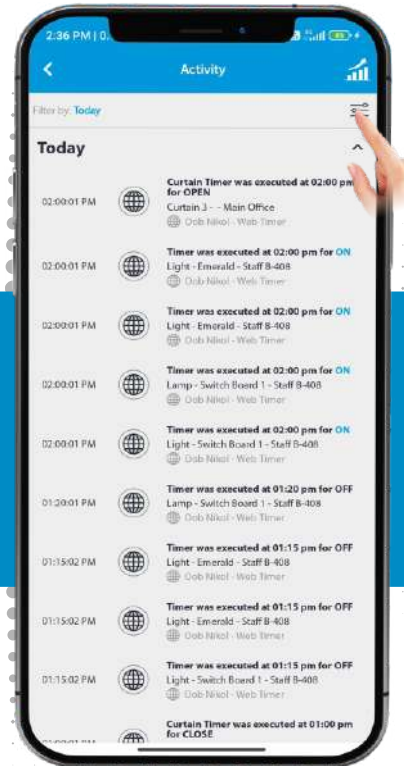 2:36 PM | 0.
Activity
Filter by: Today
Today
Curtain Timer was executed at 02:00 pm
for OPEN
02:00:01 PM
Curtain 3 - - Main Office
Oob Nikol - Web Timer
Timer was executed at 02:00 pm for ON
02:00:01 PM
Light - Emerald - Staff B-408
Oob Nikol - Web Timer
Timer was executed at 02:00 pm for ON
02:00:01 PM
Light - Emerald - Staff B-408
Oob Nikol - Web Timer
Timer was executed at 02:00 pm for ON
02:00:01 PM
Lamp - Switch Board 1 - Staff B-408
Oob Nikol - Web Timer
Timer was executed at 02:00 pm for ON
02:00:01 PM
Light - Switch Board 1 - Staff B-408
Oob Nikol - Web Timer
Timer was executed at 01:20 pm for OFF
01:20:01 PM
Lamp - Switch Board 1 - Staff B-408
Oob Nikol - Web Timer
Timer was executed at 01:15 pm for OFF
01:15:02 PM
Light - Emerald - Staff B-408
Oob Nikol - Web Timer
Timer was executed at 01:15 pm for OFF
01:15:02 PM
Light - Emerald - Staff B-408
Oob Nikol - Web Timer
Timer was executed at 01:15 pm for OFF
01:15:02 PM
Light - Switch Board 1 - Staff B-408
Oob Nikol - Web Timer
Curtain Timer was executed at 01:00 pm
for CLOSE